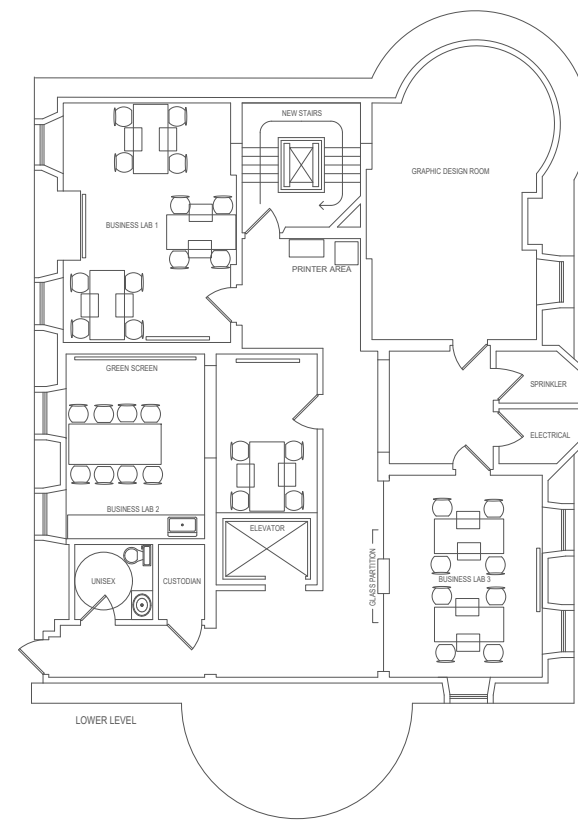 NEW STAIRS
GRAPHIC DESIGN ROOM
BUSINESS LAB 1
PRINTER AREA
GREEN SCREEN
SPRINKLER
ELECTRICAL
BUSINESS LAB 2
ELEVATOR
GLASS PARTITION
UNISEX
CUSTODIAN
BUSINESS LAB 3
LOWER LEVEL